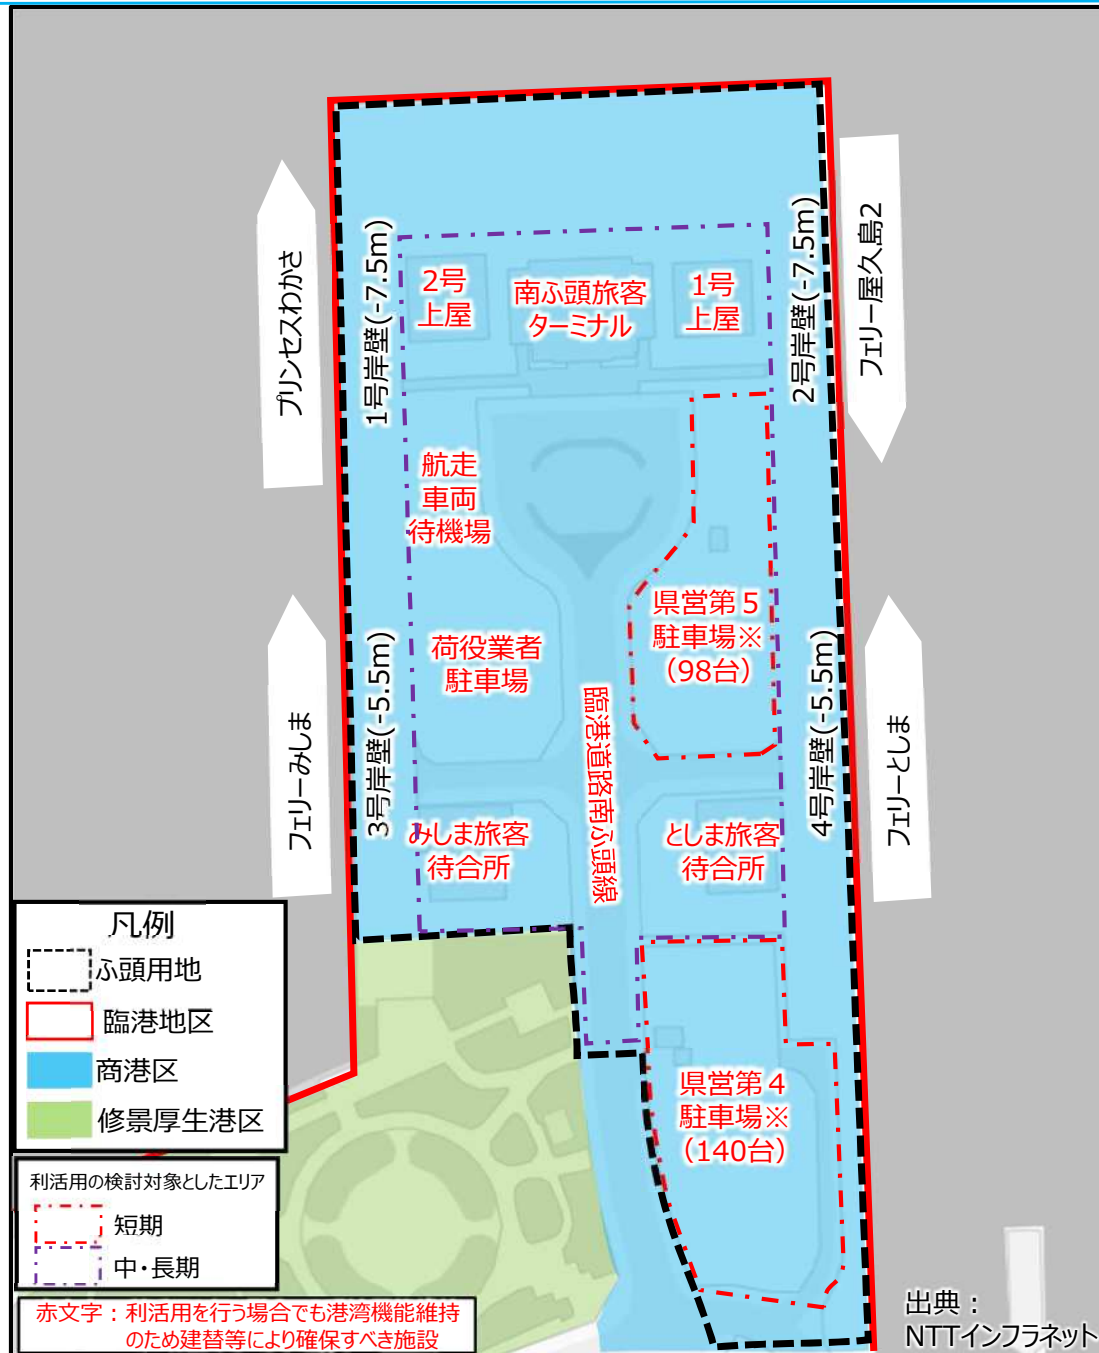 プリンセスわかさ
1号岸壁(-7.5m)
2号
上屋
南ふ頭旅客
ターミナル
1号
上屋
2号岸壁(-7.5m)
フェリー屋久島2
航走
車両
待機場
荷役業者
駐車場
県営第５
駐車場※
（98台）
フェリーみしま
3号岸壁(-5.5m)
臨港道路南ふ頭線
4号岸壁(-5.5m)
フェリーとしま
みしま旅客
待合所
としま旅客
待合所
県営第４
駐車場※
（140台）
凡例
ふ頭用地
臨港地区
商港区
修景厚生港区
利活用の検討対象としたエリア
短期
中・長期
赤文字：利活用を行う場合でも港湾機能維持
のため建替等により確保すべき施設
出典：
NTTインフラネット